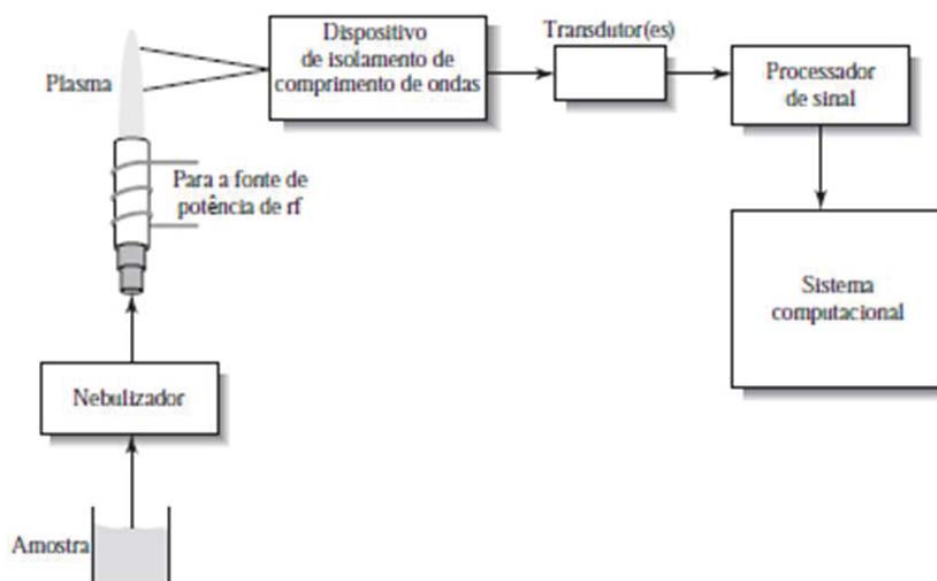 Dispositivo
de isolamento de
comprimento de ondas
Transdutor(es)
Processador
de sinal
Plasma
Para a fonte de
potência de rf
Sistema
computacional
Nebulizador
Amostra